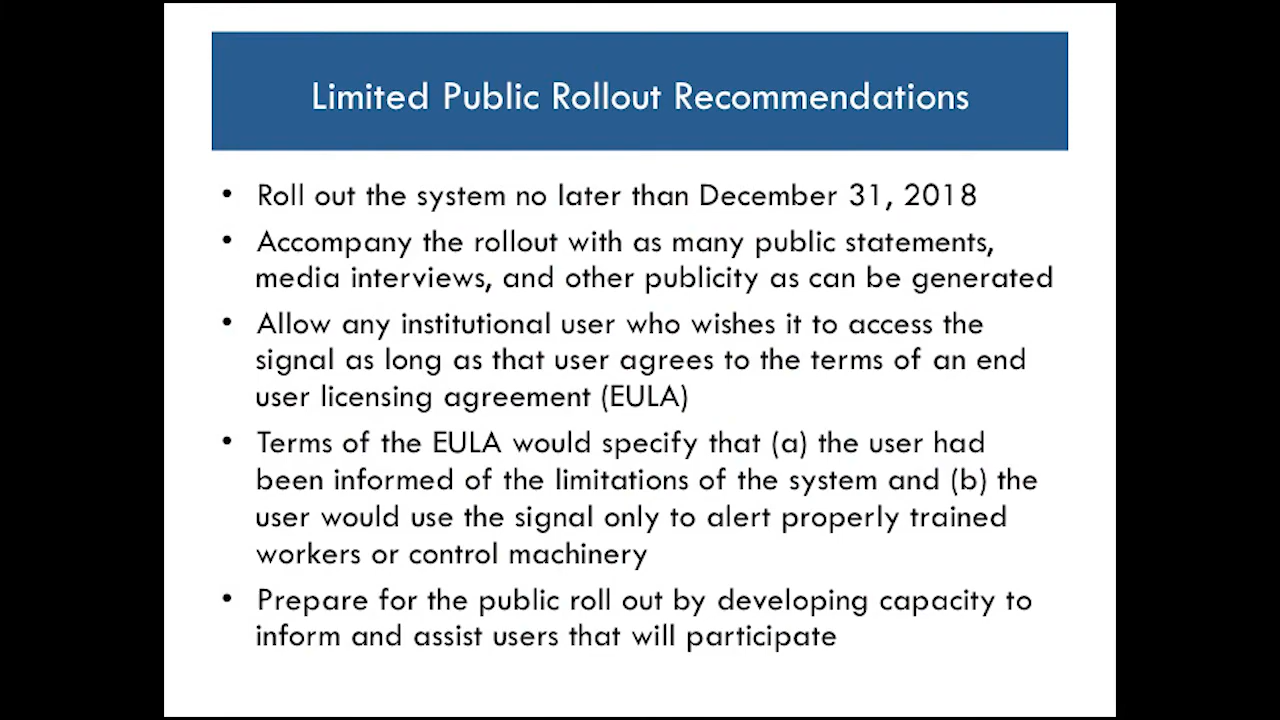 Limited Public Rollout Recommendations
• Roll out the system no later than December 31, 2018
• Accompany the rollout with as many public statements,
media interviews, and other publicity as can be generated
• Allow any institutional user who wishes it to access the
signal as long as that user agrees to the terms of an end
user licensing agreement (EULA)
• Terms of the EULA would specify that (a) the user had
been informed of the limitations of the system and (b) the
user would use the signal only to alert properly trained
workers or control machinery
• Prepare for the public roll out by developing capacity to
inform and assist users that will participate